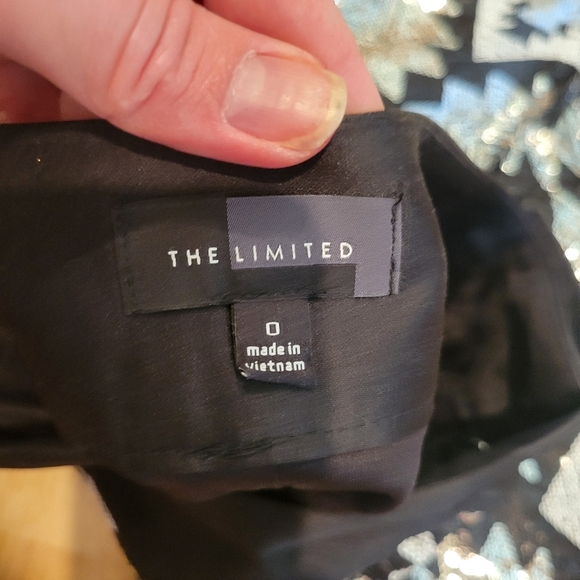 THE LIMITED
0
made in
vietnam